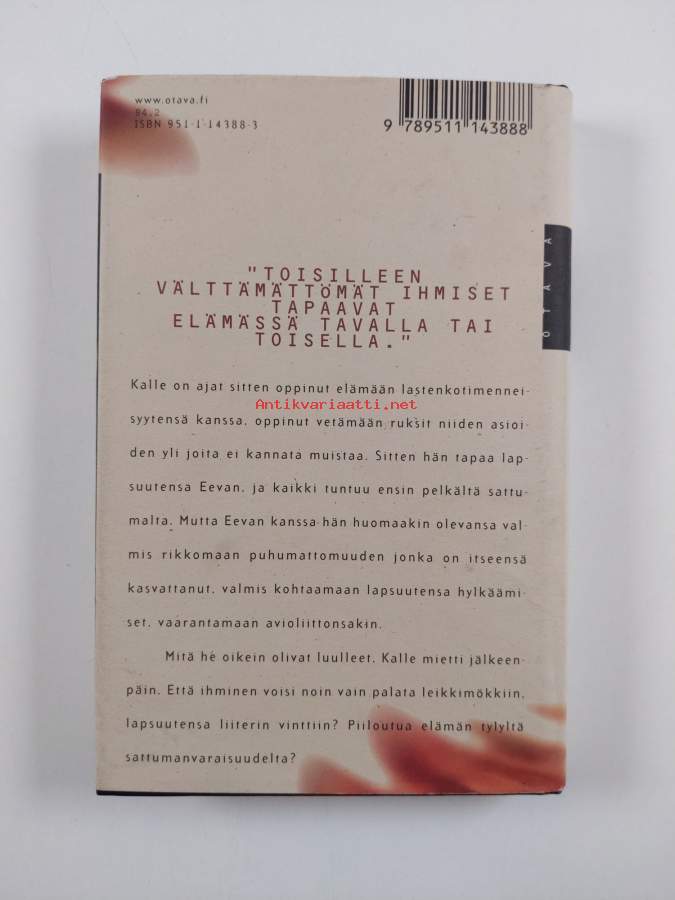 www.otava.fi
84.2
ISBN 951-1-14388-3
9 789511 143888
OTAVA
"TOISILLEEN
VÄLTTÄMÄTTÖMÄT IHMISET
TAPAAVAT
ELÄMÄSSÄ TAVALLA TAI
TOISELLA."
Kalle on ajat sitten oppinut elämään lastenkotimennei-
Antikvariaatti.net
syytensä kanssa, oppinut vetämään ruksit niiden asioi-
den yli joita ei kannata muistaa. Sitten hän tapaa lap-
suutensa Eevan, ja kaikki tuntuu ensin pelkältä sattu-
malta. Mutta Eevan kanssa hän huomaakin olevansa val-
mis rikkomaan puhumattomuuden jonka on itseensä
kasvattanut, valmis kohtaamaan lapsuutensa hylkäämi-
set, vaarantamaan avioliittonsakin.
Mitä he oikein olivat luulleet, Kalle mietti jälkeen-
päin. Että ihminen voisi noin vain palata leikkimökkiin,
lapsuutensa liiterin vinttiin? Piiloutua elämän tylyltä
sattumanvaraisuudelta?